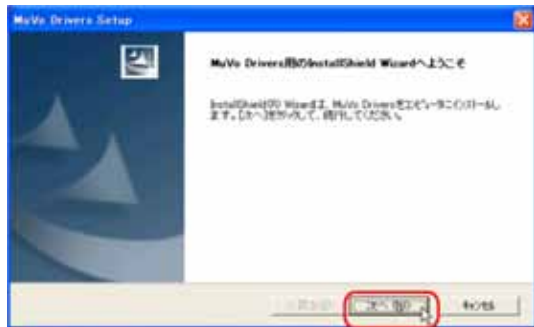 MuVo Drivers Setup
MuVo Drivers用のInstallShield Wizardへようこそ
InstallShield(R) Wizardは、MuVo Driversをコンピュータにインストールし
ます。[次へ]をクリックして、続行してください。
次へ(N)
キャンセル